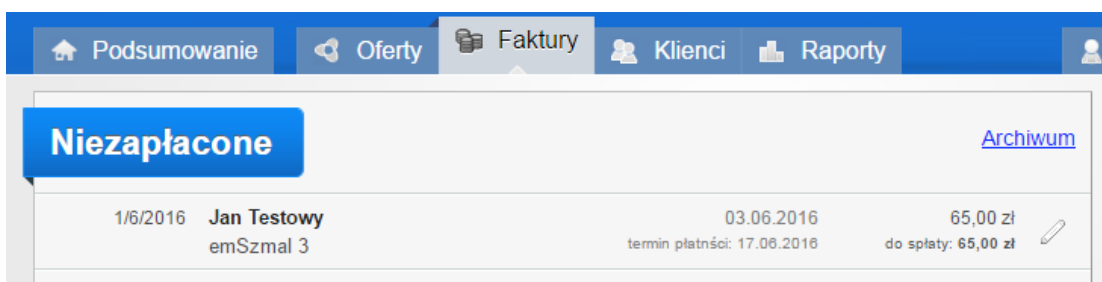 Podsumowanie Oferty Faktury Klienci Raporty
Niezapłacone
Archiwum
1/6/2016 Jan Testowy 03.06.2016 65,00 zł
emSzmal 3 termin płatnści: 17.06.2016 do spłaty: 65,00 zł